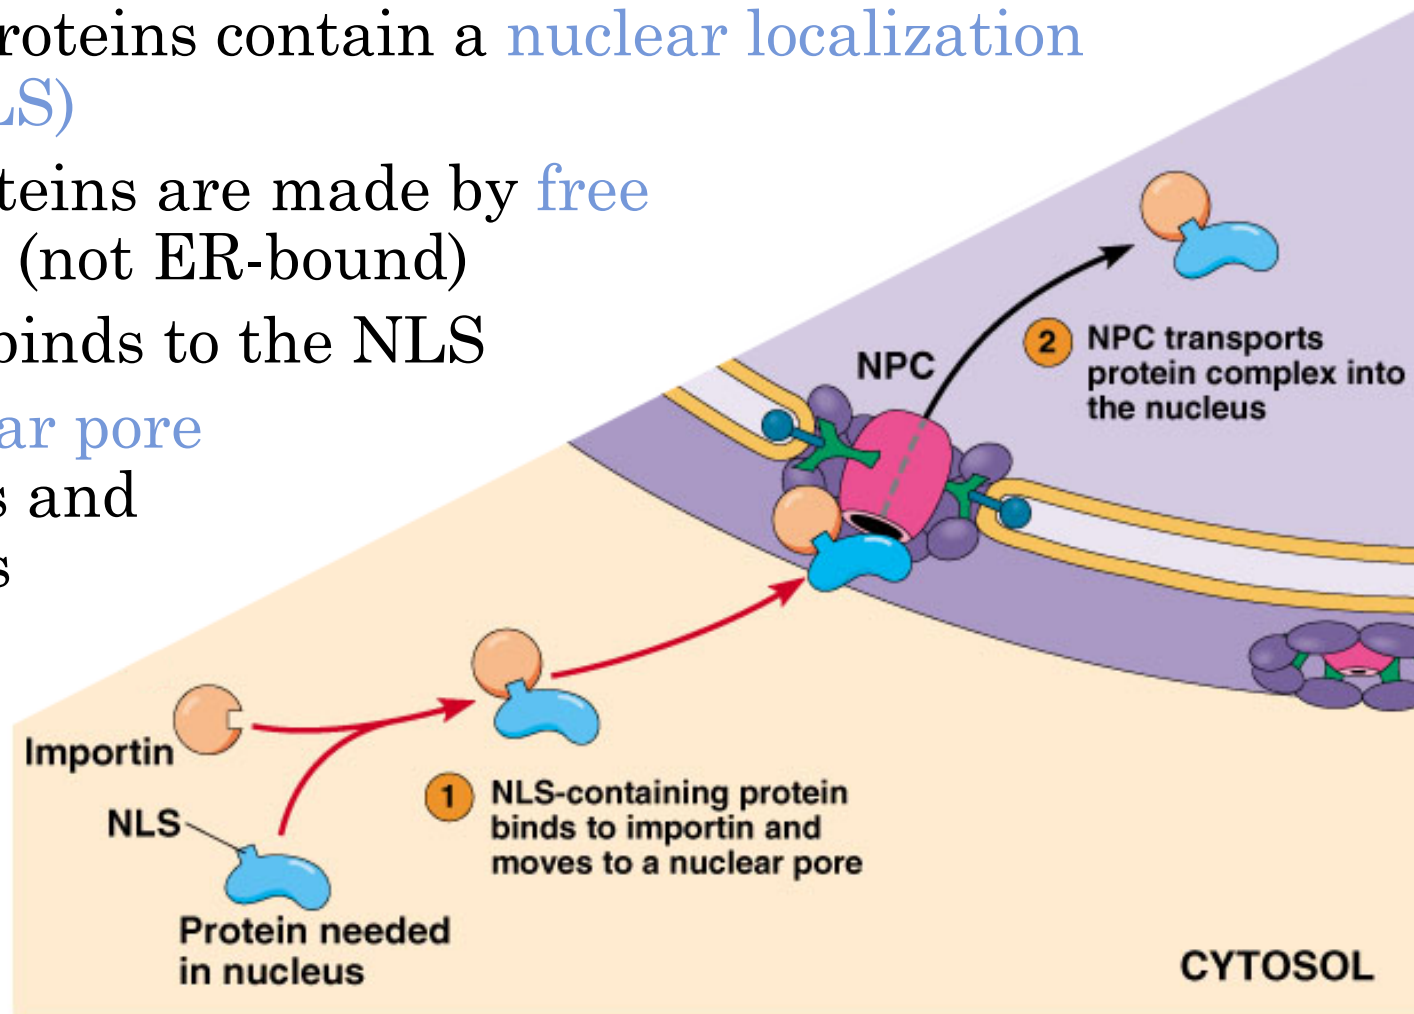 roteins contain a nuclear localization
LS)
teins are made by free
(not ER-bound)
binds to the NLS
ar pore
s and
s
NPC
2 NPC transports
protein complex into
the nucleus
Importin
NLS
1 NLS-containing protein
binds to importin and
moves to a nuclear pore
Protein needed
in nucleus
CYTOSOL